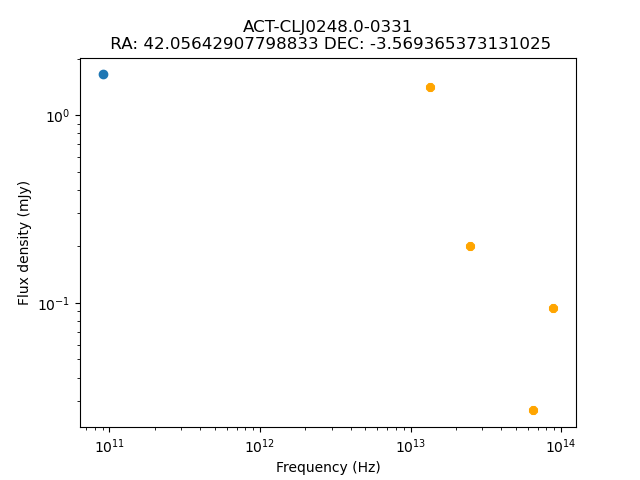 ACT-CLJ0248.0-0331
RA: 42.05642907798833 DEC: -3.569365373131025
Flux density (mJy)
10⁰
10⁻¹
10¹¹ 10¹² 10¹³ 10¹⁴
Frequency (Hz)